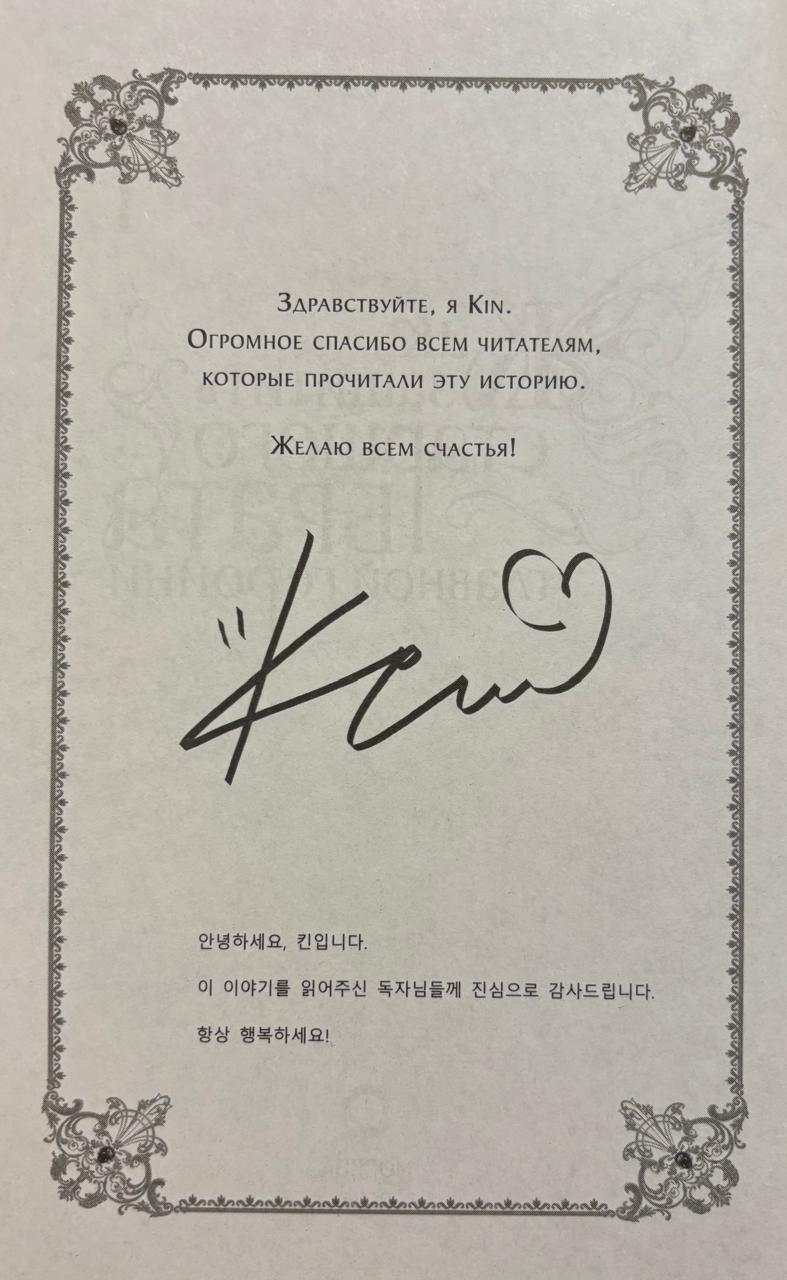 Здравствуйте, я Kin.
Огромное спасибо всем читателям,
которые прочитали эту историю.
Желаю всем счастья!
안녕하세요, 킨입니다.
이 이야기를 읽어주신 독자님들께 진심으로 감사드립니다.
항상 행복하세요!